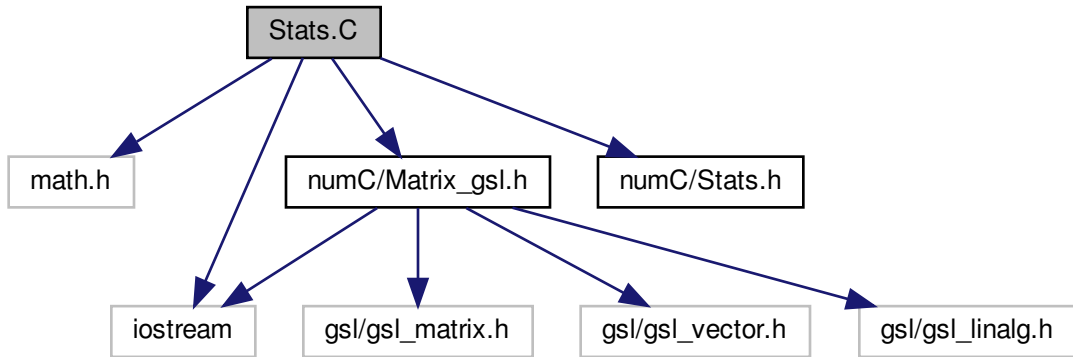 Stats.C
math.h
numC/Matrix_gsl.h
numC/Stats.h
iostream
gsl/gsl_matrix.h
gsl/gsl_vector.h
gsl/gsl_linalg.h